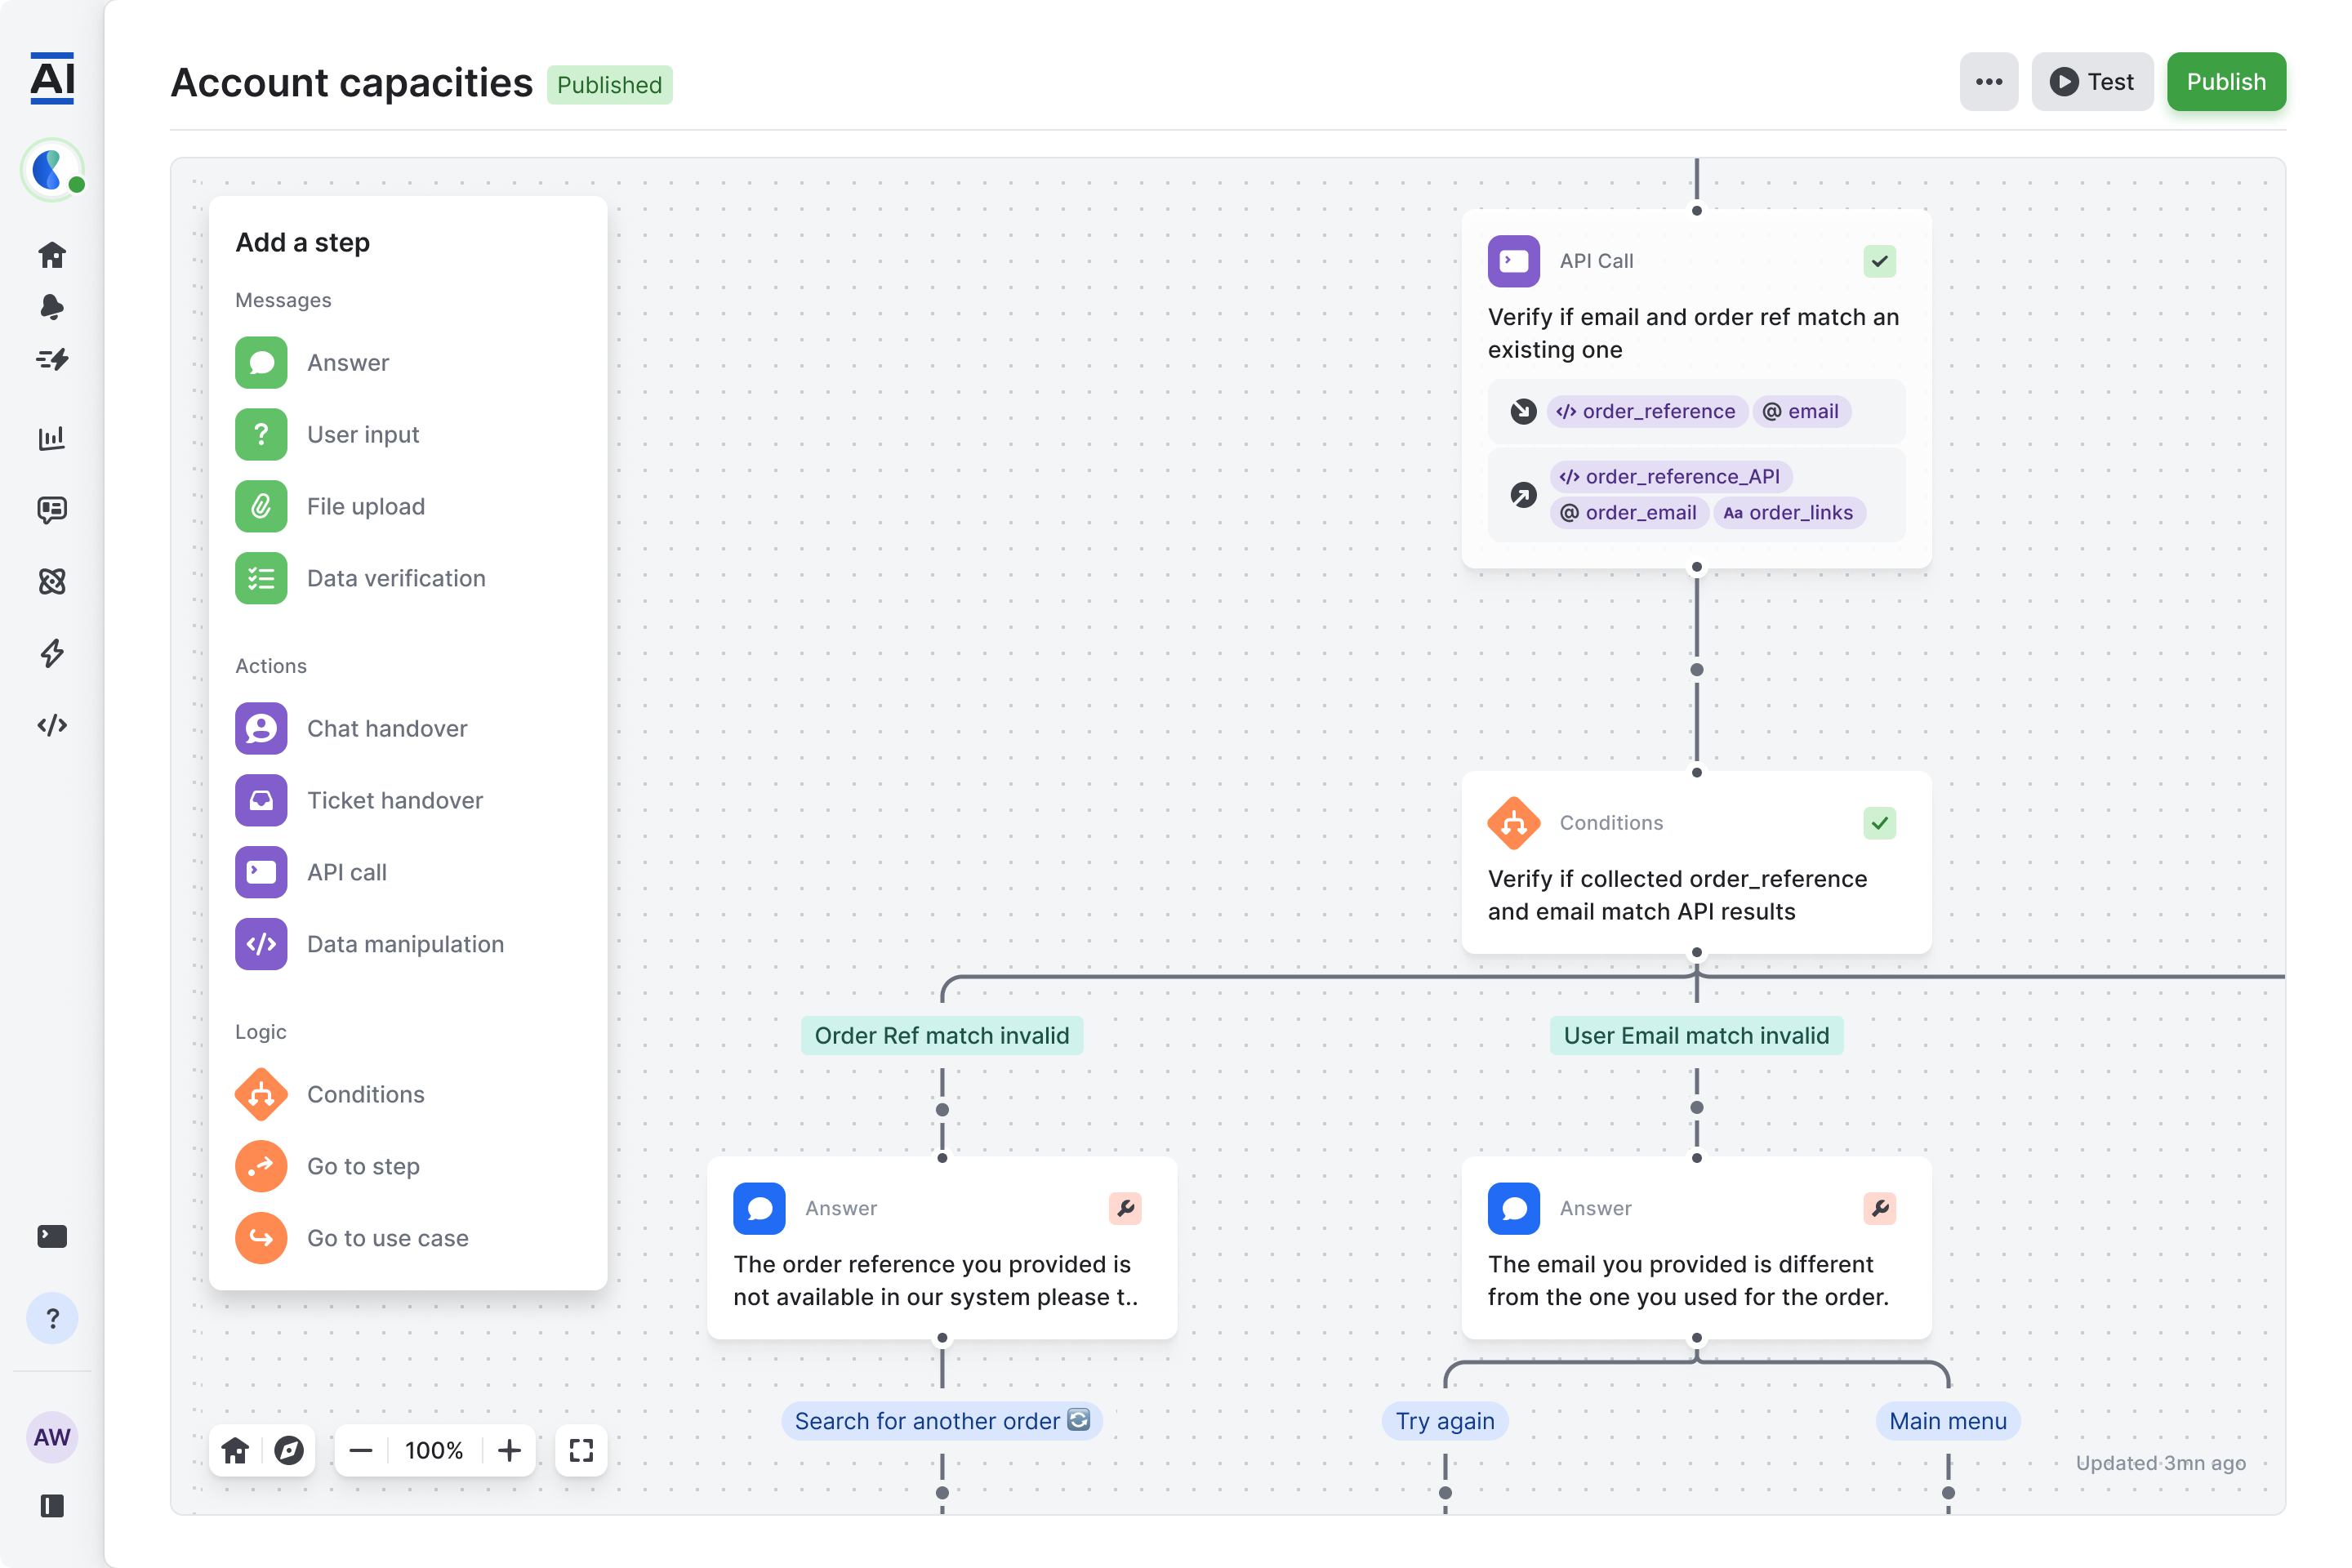 AI
Account capacities
Published
Test
Publish
Add a step
Messages
Answer
? User input
File upload
Data verification
Actions
Chat handover
Ticket handover
API call
</> Data manipulation
Logic
Conditions
Go to step
Go to use case
API Call
Verify if email and order ref match an
existing one
</> order_reference @ email
</> order_reference_API
@ order_email Aa order_links
Conditions
Verify if collected order_reference
and email match API results
Order Ref match invalid
User Email match invalid
Answer
The order reference you provided is
not available in our system please t..
Answer
The email you provided is different
from the one you used for the order.
Search for another order
Try again
Main menu
100%
Updated 3mn ago
</>
?
AW